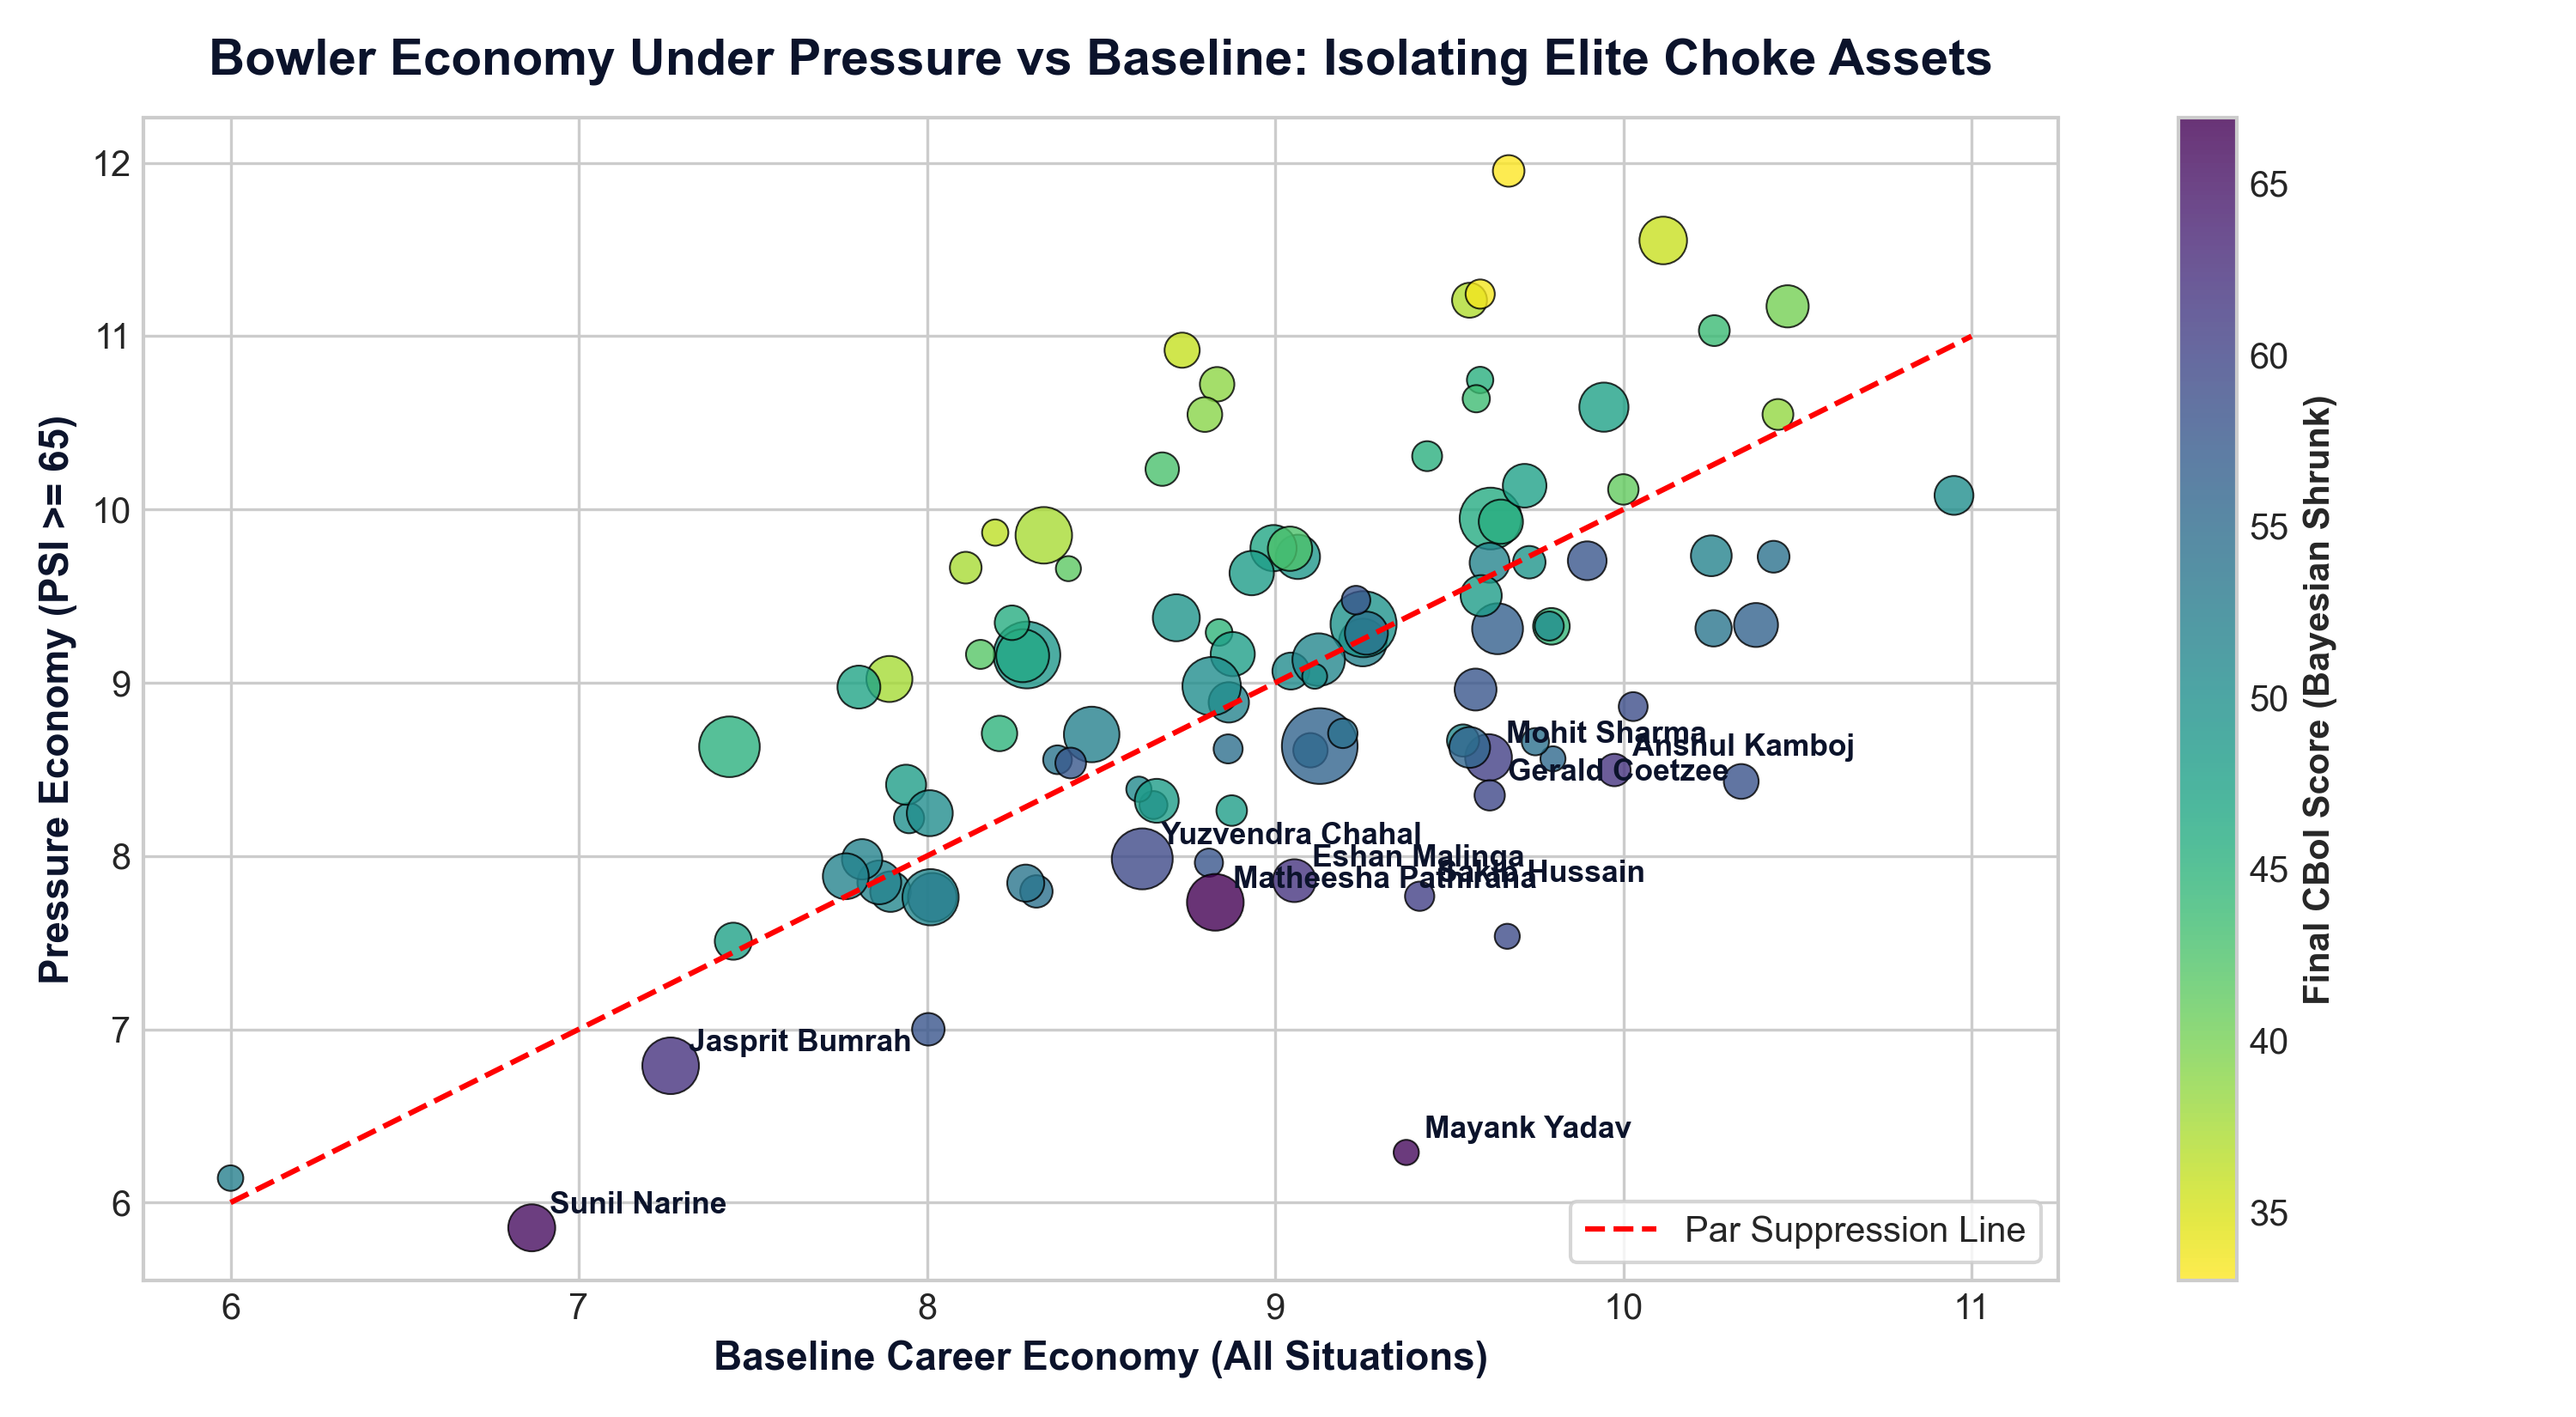 Bowler Economy Under Pressure vs Baseline: Isolating Elite Choke Assets
Pressure Economy (PSI >= 65)
12
11
10
9
8
7
6
Mohit Sharma
Anshul Kamboj
Gerald Coetzee
Yuzvendra Chahal
Eshan Malinga
Sakib Hussain
Matheesha Pathirana
Jasprit Bumrah
Mayank Yadav
Sunil Narine
Par Suppression Line
6 7 8 9 10 11
Baseline Career Economy (All Situations)
65
60
55
50
45
40
35
Final CBol Score (Bayesian Shrunk)